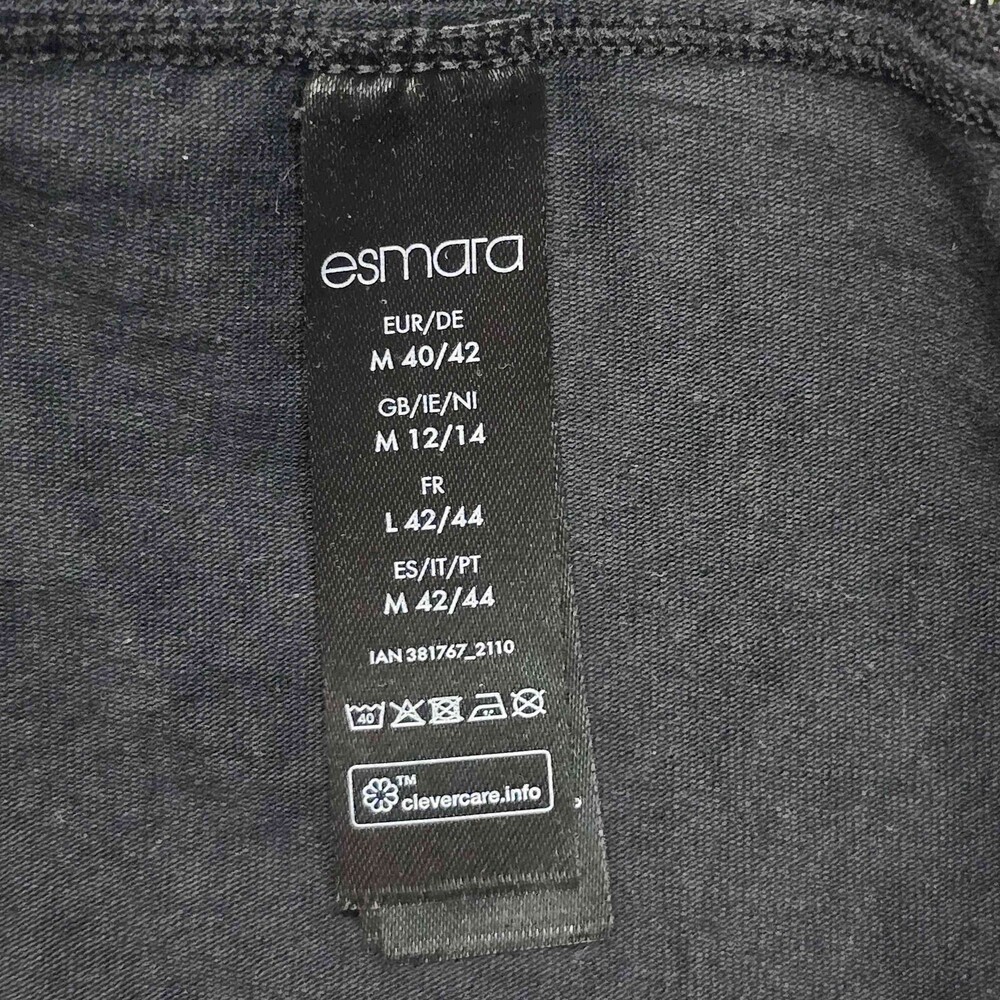 esmara
EUR/DE
M 40/42
GB/IE/NI
M 12/14
FR
L 42/44
ES/IT/PT
M 42/44
IAN 381767_2110
40
TM
clevercare.info